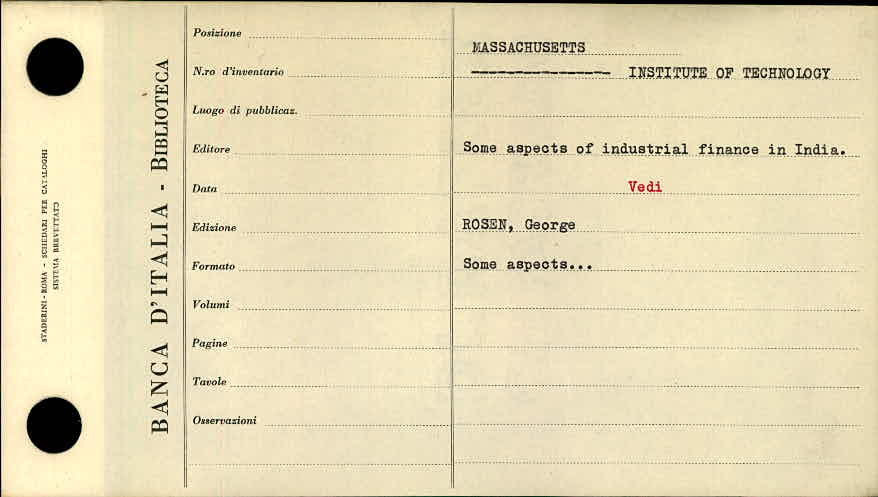 STADERINI-ROMA - SCHEDARI PER CATALOGHI
SISTEMA BREVETTATO
BANCA D'ITALIA - BIBLIOTECA
Posizione
N.ro d'inventario
Luogo di pubblicaz.
Editore
Data
Edizione
Formato
Volumi
Pagine
Tavole
Osservazioni
MASSACHUSETTS
--------------- INSTITUTE OF TECHNOLOGY
Some aspects of industrial finance in India.
Vedi
ROSEN, George
Some aspects...